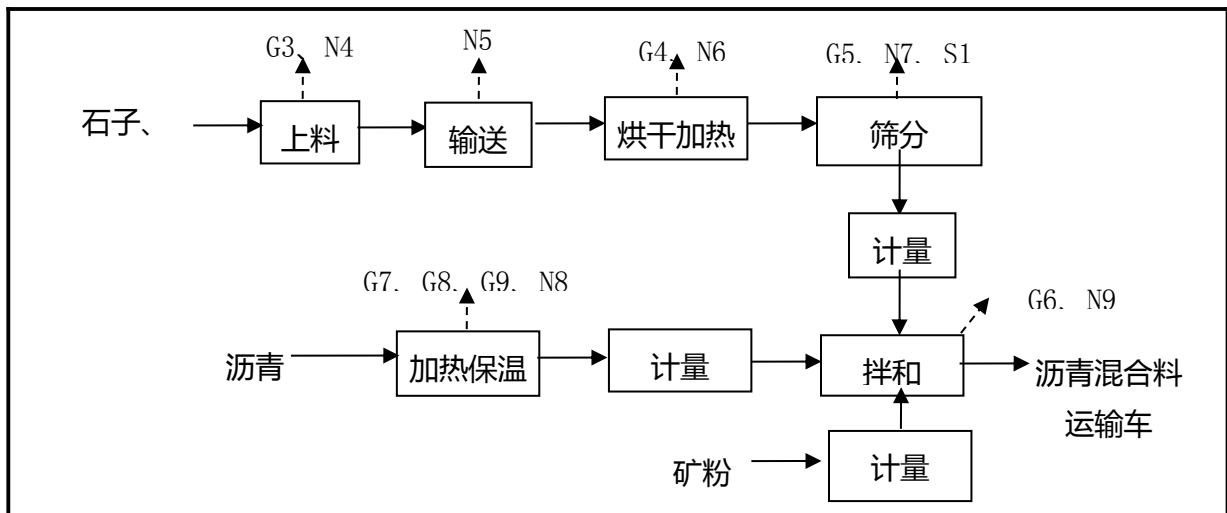 G3、N4
N5
G4、N6
G5、N7、S1
石子、
上料
输送
烘干加热
筛分
计量
G7、G8、G9、N8
G6、N9
沥青
加热保温
计量
拌和
沥青混合料
运输车
矿粉
计量